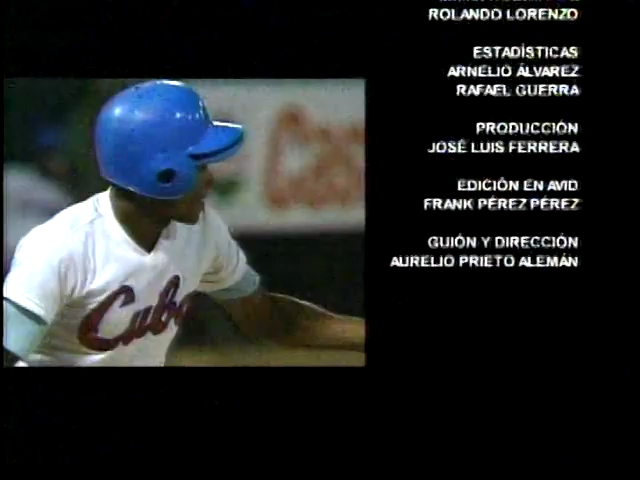 ROLANDO LORENZO
ESTADÍSTICAS
ARNELIO ÁLVAREZ
RAFAEL GUERRA
PRODUCCIÓN
JOSÉ LUIS FERRERA
EDICIÓN EN AVID
FRANK PÉREZ PÉREZ
GUIÓN Y DIRECCIÓN
AURELIO PRIETO ALEMÁN
Cuba